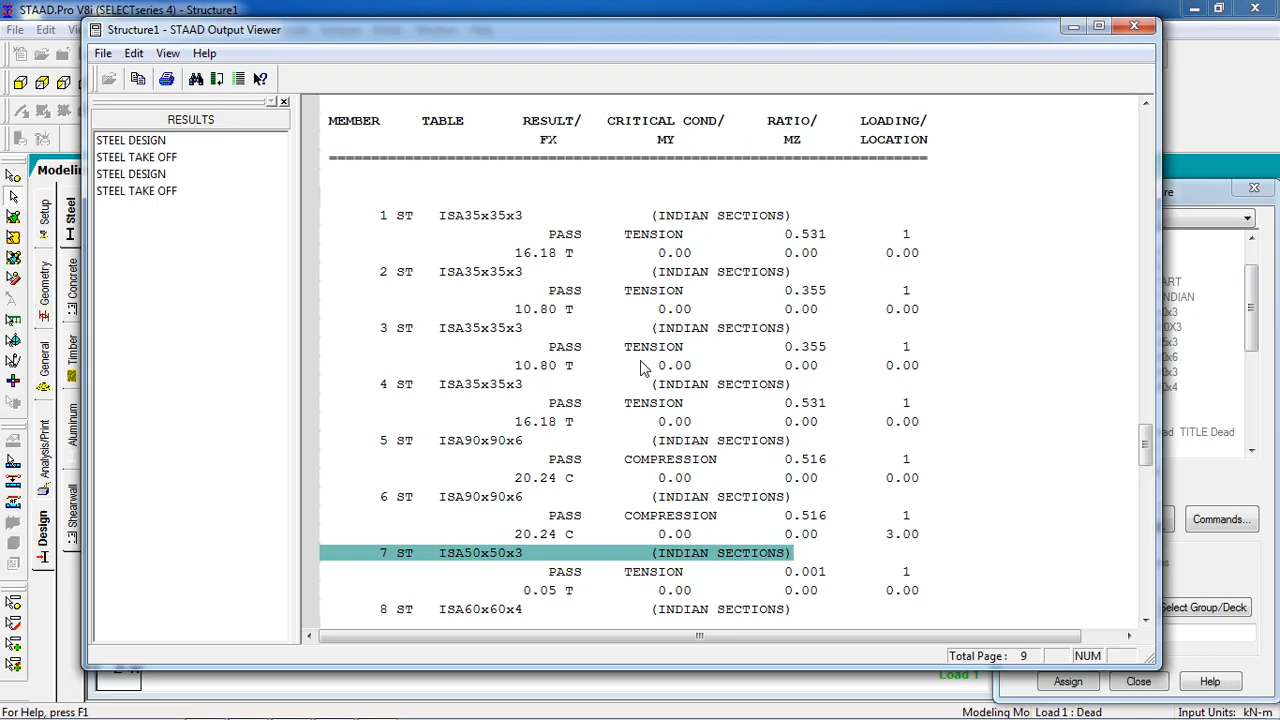 STAAD.Pro V8i (SELECTseries 4) - Structure1
File Edit
Structure1 - STAAD Output Viewer
File Edit View Help
RESULTS
STEEL DESIGN
STEEL TAKE OFF
STEEL DESIGN
STEEL TAKE OFF
MEMBER TABLE RESULT/ CRITICAL COND/ RATIO/ LOADING/
FX MY MZ LOCATION
1 ST ISA35x35x3 (INDIAN SECTIONS)
PASS TENSION 0.531 1
16.18 T 0.00 0.00 0.00
2 ST ISA35x35x3 (INDIAN SECTIONS)
PASS TENSION 0.355 1
10.80 T 0.00 0.00 0.00
3 ST ISA35x35x3 (INDIAN SECTIONS)
PASS TENSION 0.355 1
10.80 T 0.00 0.00 0.00
4 ST ISA35x35x3 (INDIAN SECTIONS)
PASS TENSION 0.531 1
16.18 T 0.00 0.00 0.00
5 ST ISA90x90x6 (INDIAN SECTIONS)
PASS COMPRESSION 0.516 1
20.24 C 0.00 0.00 0.00
6 ST ISA90x90x6 (INDIAN SECTIONS)
PASS COMPRESSION 0.516 1
20.24 C 0.00 0.00 3.00
7 ST ISA50x50x3 (INDIAN SECTIONS)
PASS TENSION 0.001 1
0.05 T 0.00 0.00 0.00
8 ST ISA60x60x4 (INDIAN SECTIONS)
Total Page : 9 NUM
Modeling
Setup
Geometry
General
Analysis/Print
Design
Steel
Concrete
Timber
Aluminum
Shearwall
TITLE Dead
Commands...
Select Group/Deck
Assign Close Help
Load 1
For Help, press F1
Modeling Mo Load 1 : Dead Input Units: kN-m